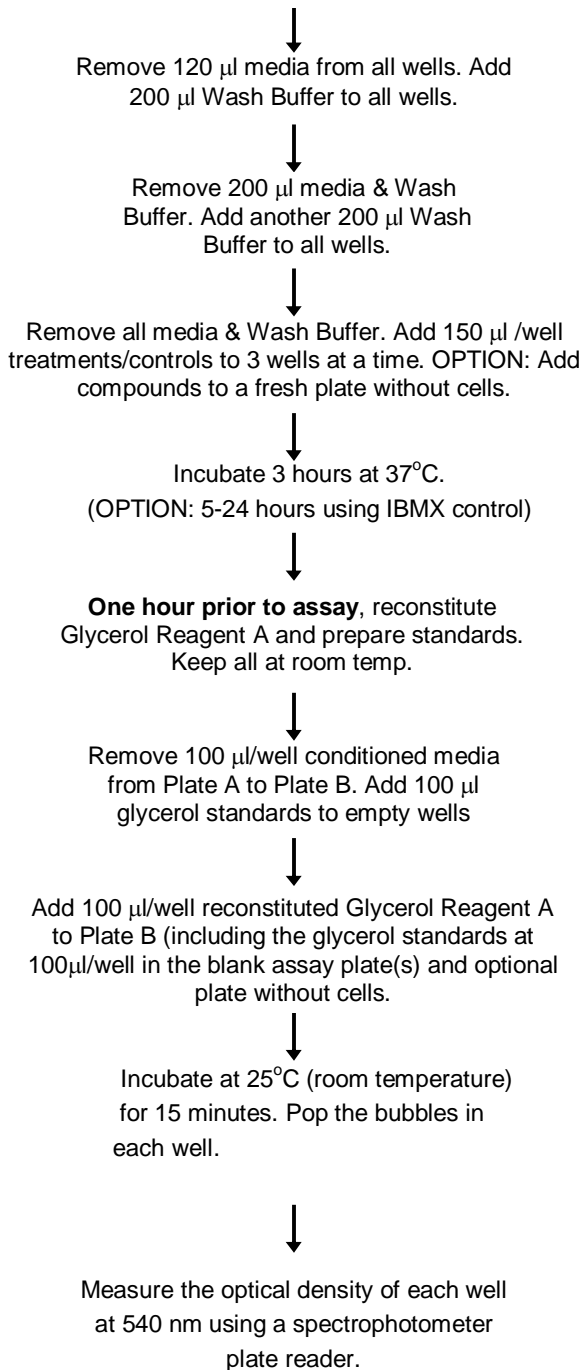 Remove 120 µl media from all wells. Add
200 µl Wash Buffer to all wells.
Remove 200 µl media & Wash
Buffer. Add another 200 µl Wash
Buffer to all wells.
Remove all media & Wash Buffer. Add 150 µl /well
treatments/controls to 3 wells at a time. OPTION: Add
compounds to a fresh plate without cells.
Incubate 3 hours at 37°C.
(OPTION: 5-24 hours using IBMX control)
One hour prior to assay, reconstitute
Glycerol Reagent A and prepare standards.
Keep all at room temp.
Remove 100 µl/well conditioned media
from Plate A to Plate B. Add 100 µl
glycerol standards to empty wells
Add 100 µl/well reconstituted Glycerol Reagent A
to Plate B (including the glycerol standards at
100µl/well in the blank assay plate(s) and optional
plate without cells.
Incubate at 25°C (room temperature)
for 15 minutes. Pop the bubbles in
each well.
Measure the optical density of each well
at 540 nm using a spectrophotometer
plate reader.